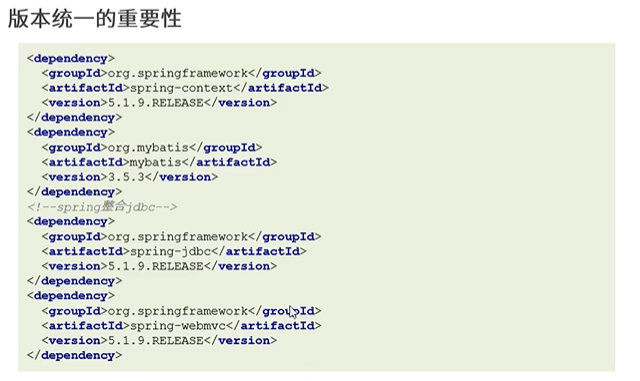 版本统一的重要性
<dependency>
<groupId>org.springframework</groupId>
<artifactId>spring-context</artifactId>
<version>5.1.9.RELEASE</version>
</dependency>
<dependency>
<groupId>org.mybatis</groupId>
<artifactId>mybatis</artifactId>
<version>3.5.3</version>
</dependency>
<!--spring整合jdbc-->
<dependency>
<groupId>org.springframework</groupId>
<artifactId>spring-jdbc</artifactId>
<version>5.1.9.RELEASE</version>
</dependency>
<dependency>
<groupId>org.springframework</groupId>
<artifactId>spring-webmvc</artifactId>
<version>5.1.9.RELEASE</version>
</dependency>